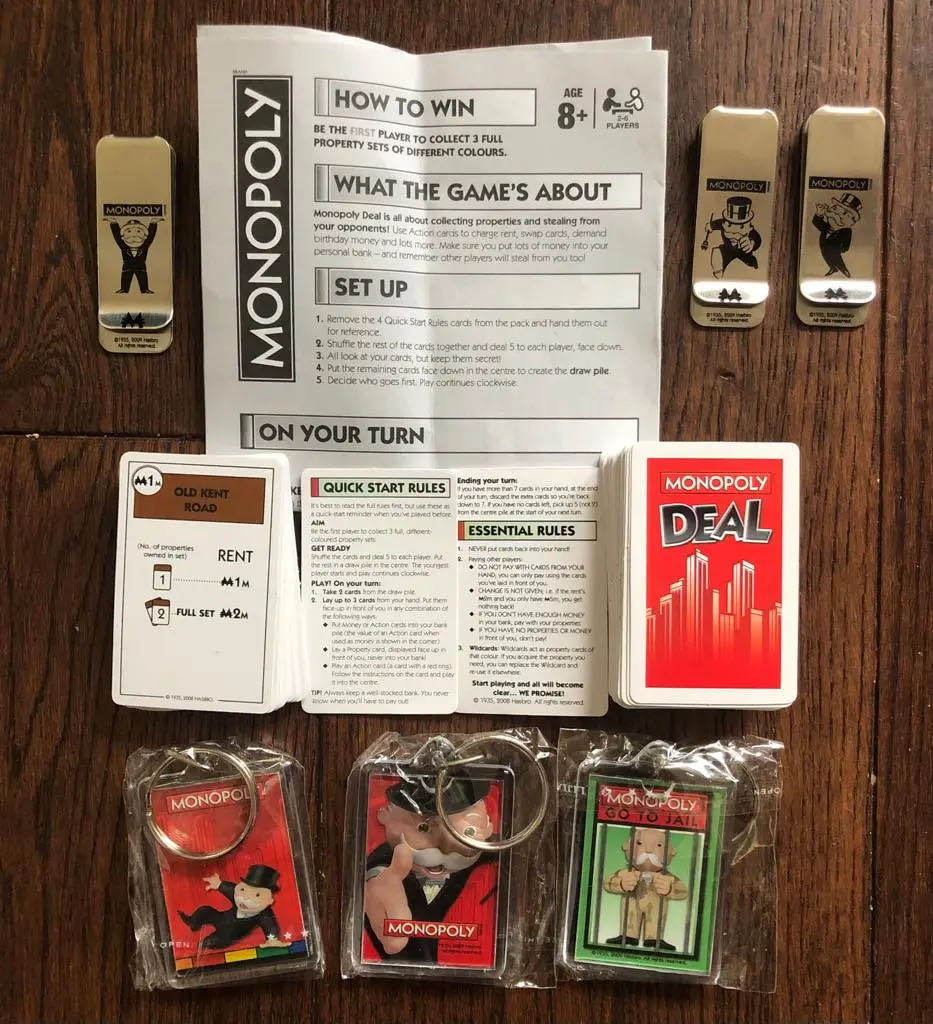 BRAND
MONOPOLY
HOW TO WIN
AGE
8+
2-6
PLAYERS
BE THE FIRST PLAYER TO COLLECT 3 FULL
PROPERTY SETS OF DIFFERENT COLOURS.
WHAT THE GAME'S ABOUT
Monopoly Deal is all about collecting properties and stealing from
your opponents! Use Action cards to charge rent, swap cards, demand
birthday money and lots more. Make sure you put lots of money into your
personal bank – and remember other players will steal from you too!
SET UP
1. Remove the 4 Quick Start Rules cards from the pack and hand them out
for reference.
2. Shuffle the rest of the cards together and deal 5 to each player, face down.
3. All look at your cards, but keep them secret!
4. Put the remaining cards face down in the centre to create the draw pile.
5. Decide who goes first. Play continues clockwise.
ON YOUR TURN
MONOPOLY
M
©1935, 2009 Hasbro.
All rights reserved.
MONOPOLY
M
©1935, 2009 Hasbro.
All rights reserved.
MONOPOLY
M
©1935, 2009 Hasbro.
All rights reserved.
M1M
OLD KENT
ROAD
(No. of properties
owned in set)
RENT
1 M1M
2 FULL SET M2M
© 1935, 2008 HASBRO.
QUICK START RULES
It's best to read the full rules first, but use these as
a quick-start reminder when you've played before.
AIM
Be the first player to collect 3 full, different-
coloured property sets
GET READY
Shuffle the cards and deal 5 to each player. Put
the rest in a draw pile in the centre. The youngest
player starts and play continues clockwise.
PLAY! On your turn:
1. Take 2 cards from the draw pile.
2. Lay up to 3 cards from your hand. Put them
face-up in front of you in any combination of
the following ways:
◆ Put Money or Action cards into your bank
pile (the value of an Action card when
used as money is shown in the corner)
◆ Lay a Property card, displayed face up in
front of you, never into your bank!
◆ Play an Action card (a card with a red ring).
Follow the instructions on the card and play
it into the centre.
TIP! Always keep a well-stocked bank. You never
know when you'll have to pay out!
Ending your turn:
If you have more than 7 cards in your hand, at the end
of your turn, discard the extra cards so you're back
down to 7. If you have no cards left, pick up 5 (not 2)
from the centre pile at the start of your next turn.
ESSENTIAL RULES
1. NEVER put cards back into your hand!
2. Paying other players:
◆ DO NOT PAY WITH CARDS FROM YOUR
HAND, you can only pay using the cards
you've laid in front of you.
◆ CHANGE IS NOT GIVEN; i.e. if the rent's
M2m and you only have M5m, you get
nothing back!
◆ IF YOU DON'T HAVE ENOUGH MONEY
in your bank, pay with your properties
◆ IF YOU HAVE NO PROPERTIES OR MONEY
in front of you, don't pay!
3. Wildcards: Wildcards act as property cards of
that colour. If you acquire the property you
need, you can replace the Wildcard and
re-use it elsewhere.
Start playing and all will become
clear... WE PROMISE!
© 1935, 2008 Hasbro. All rights reserved.
MONOPOLY
DEAL
MONOPOLY
OPEN
MONOPOLY
MONOPOLY
GO TO JAIL
OPEN